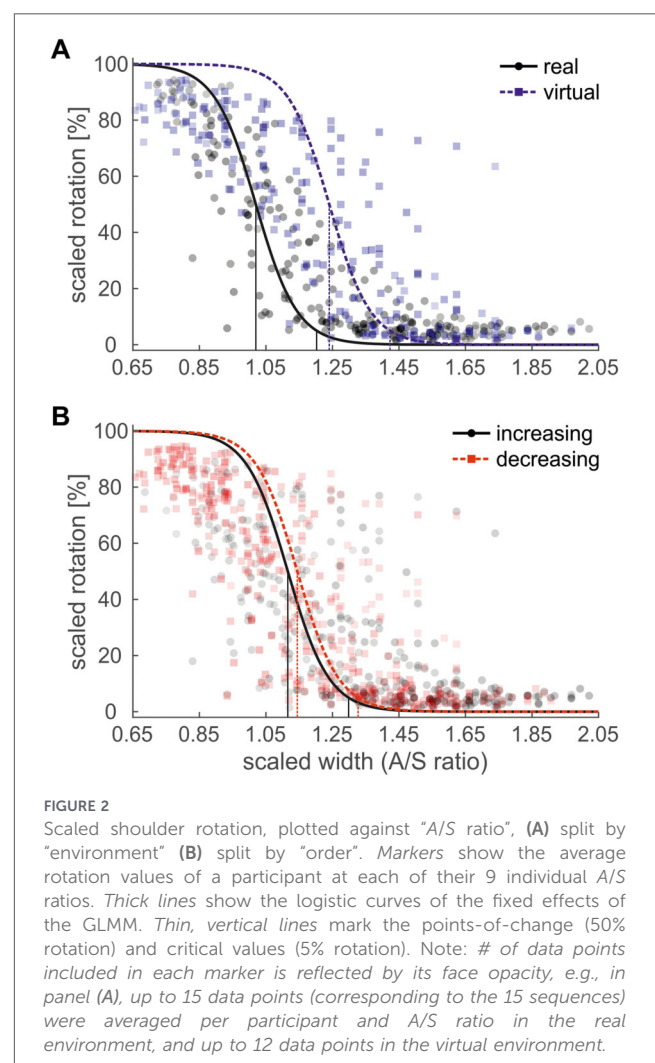 A
real
virtual
scaled rotation [%]
100
80
60
40
20
0
0.65 0.85 1.05 1.25 1.45 1.65 1.85 2.05
B
increasing
decreasing
scaled rotation [%]
100
80
60
40
20
0
0.65 0.85 1.05 1.25 1.45 1.65 1.85 2.05
scaled width (A/S ratio)
FIGURE 2
Scaled shoulder rotation, plotted against “A/S ratio”, (A) split by
“environment” (B) split by “order”. Markers show the average
rotation values of a participant at each of their 9 individual A/S
ratios. Thick lines show the logistic curves of the fixed effects of
the GLMM. Thin, vertical lines mark the points-of-change (50%
rotation) and critical values (5% rotation). Note: # of data points
included in each marker is reflected by its face opacity, e.g., in
panel (A), up to 15 data points (corresponding to the 15 sequences)
were averaged per participant and A/S ratio in the real
environment, and up to 12 data points in the virtual environment.